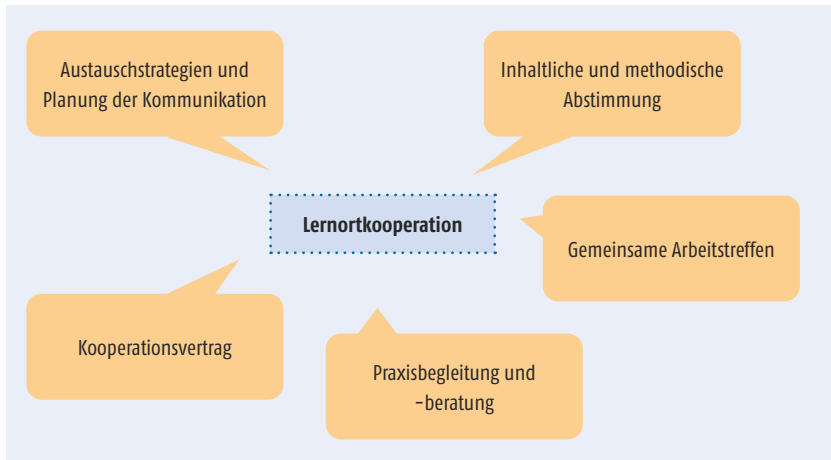 Austauschstrategien und
Planung der Kommunikation
Inhaltliche und methodische
Abstimmung
Lernortkooperation
Gemeinsame Arbeitstreffen
Kooperationsvertrag
Praxisbegleitung und
-beratung